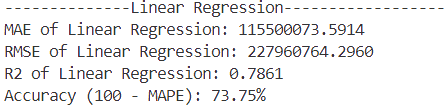 --------------Linear Regression------------------
MAE of Linear Regression: 115500073.5914
RMSE of Linear Regression: 227960764.2960
R2 of Linear Regression: 0.7861
Accuracy (100 - MAPE): 73.75%